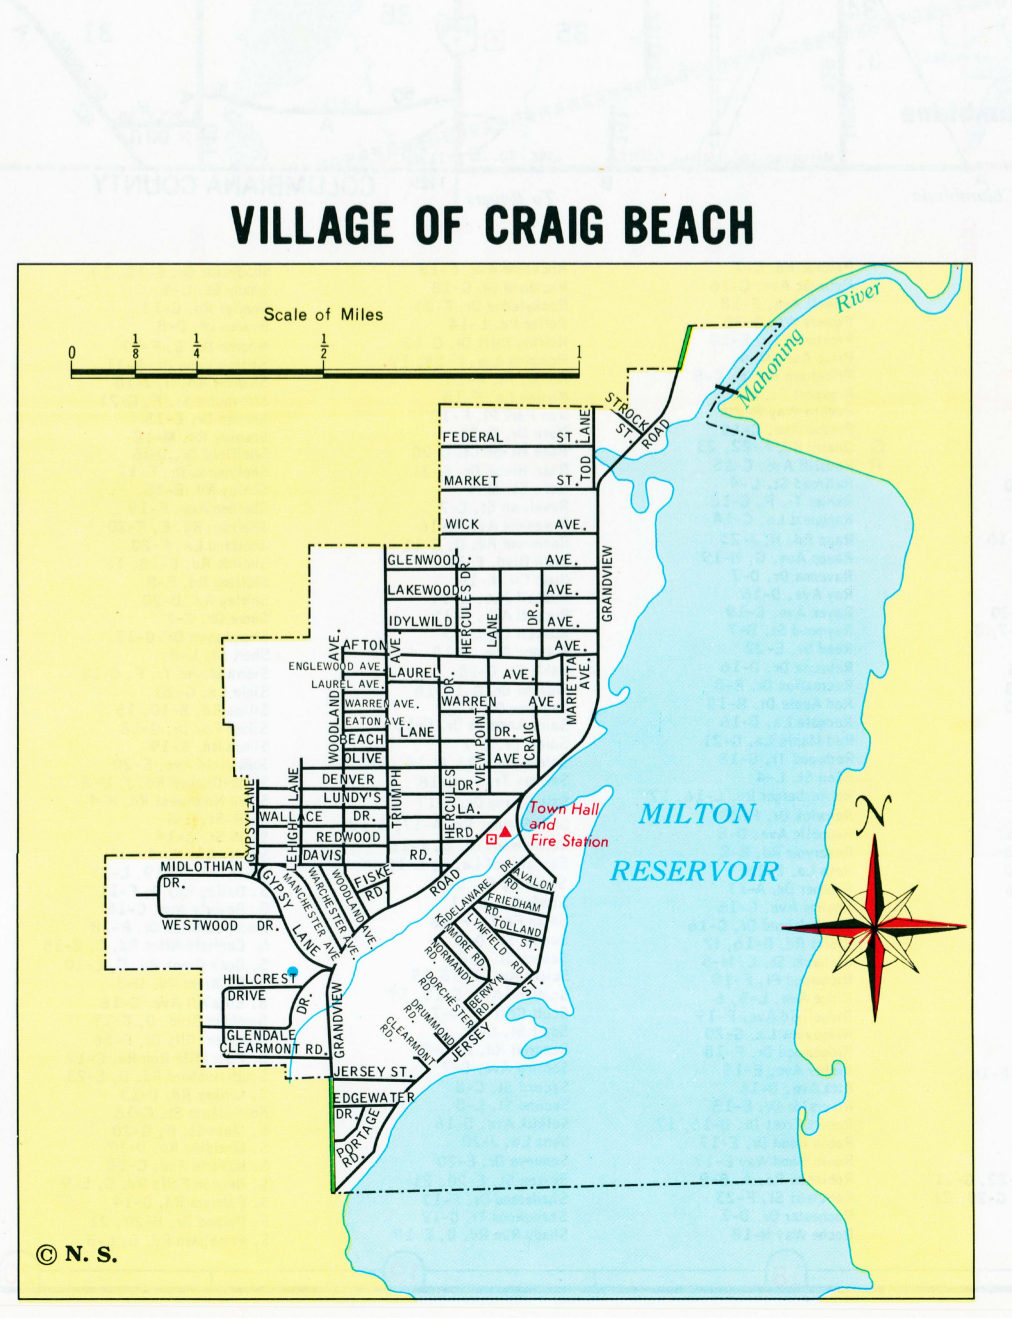 VILLAGE OF CRAIG BEACH
Scale of Miles
0 1/8 1/4 1/2 1
Mahoning River
STROCK ST.
ROAD
TOD LANE
FEDERAL ST.
MARKET ST.
WICK AVE.
GRANDVIEW
GLENWOOD AVE.
LAKEWOOD AVE.
IDYLWILD AVE.
HERCULES DR.
LANE
DR.
AFTON AVE.
ENGLEWOOD AVE.
LAUREL AVE.
LAUREL AVE.
WARREN AVE.
WARREN AVE.
MARIETTA AVE.
EATON AVE.
WOODLAND AVE.
BEACH LANE DR.
OLIVE AVE.
VIEW POINT DR.
CRAIG
DENVER DR.
LUNDY'S LA.
WALLACE DR.
REDWOOD RD.
DAVIS RD.
GYPSY LANE
LEHIGH LANE
TRIUMPH
HERCULES
Town Hall
and
Fire Station
MILTON
RESERVOIR
N
MIDLOTHIAN
DR.
WESTWOOD DR.
GYPSY LANE
MANCHESTER AVE.
WARCHESTER AVE.
WOODLAND AVE.
FISKE
RD.
ROAD
DELAWARE DR.
AVALON
RD.
FRIEDHAM
RD.
TOLLAND
ST.
LYNFIELD RD.
KENMORE RD.
NORMANDY
RD.
BERWYN
RD.
DORCHESTER
RD.
DRUMMOND
RD.
CLEARMONT
RD.
JERSEY ST.
HILLCREST
DRIVE
DR.
GLENDALE
CLEARMONT RD.
GRANDVIEW
JERSEY ST.
EDGEWATER
DR.
PORTAGE
RD.
© N. S.